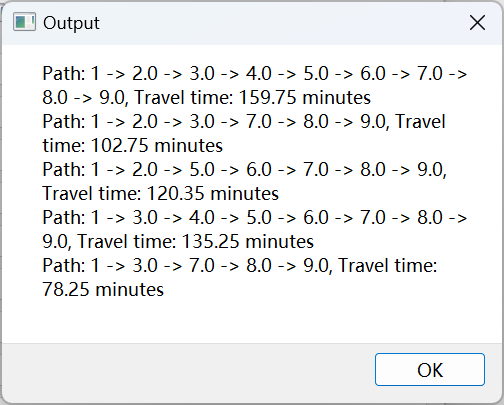 Output
Path: 1 -> 2.0 -> 3.0 -> 4.0 -> 5.0 -> 6.0 -> 7.0 ->
8.0 -> 9.0, Travel time: 159.75 minutes
Path: 1 -> 2.0 -> 3.0 -> 7.0 -> 8.0 -> 9.0, Travel
time: 102.75 minutes
Path: 1 -> 2.0 -> 5.0 -> 6.0 -> 7.0 -> 8.0 -> 9.0,
Travel time: 120.35 minutes
Path: 1 -> 3.0 -> 4.0 -> 5.0 -> 6.0 -> 7.0 -> 8.0 ->
9.0, Travel time: 135.25 minutes
Path: 1 -> 3.0 -> 7.0 -> 8.0 -> 9.0, Travel time:
78.25 minutes
OK